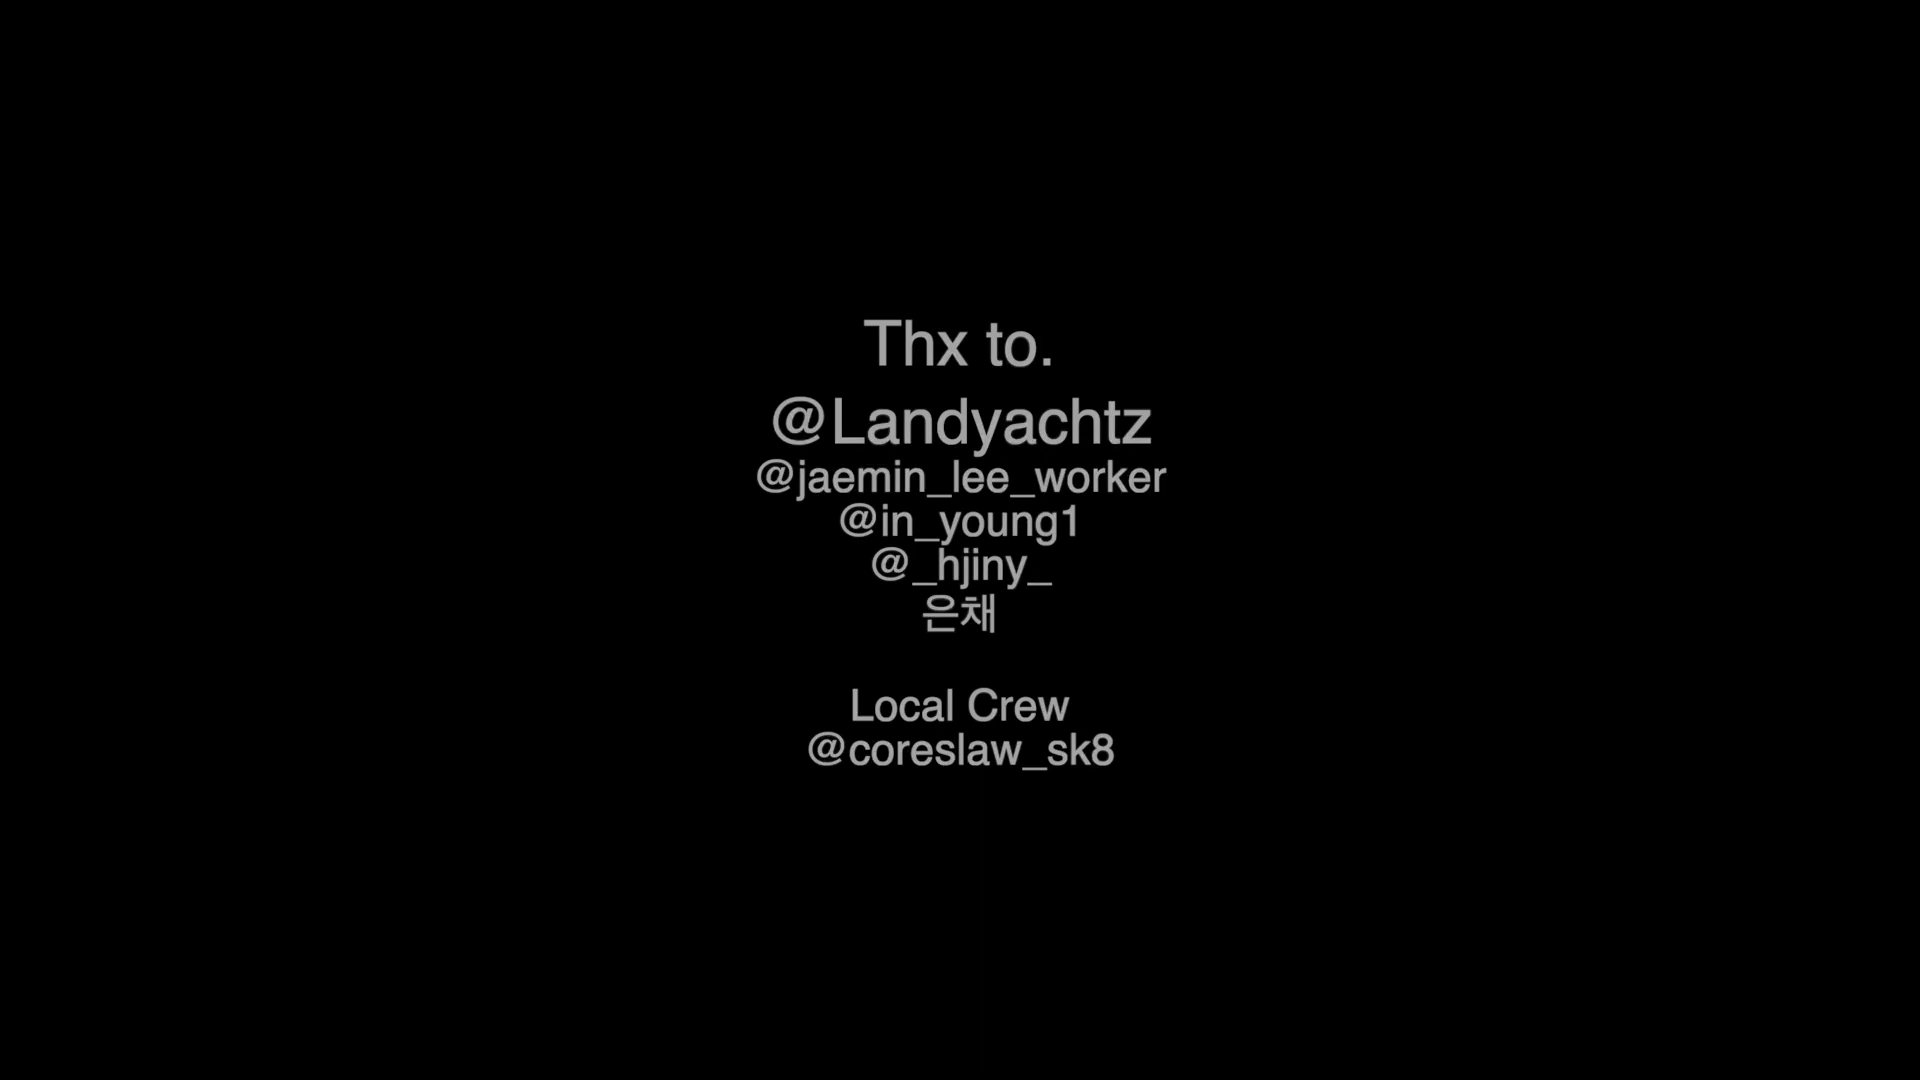 Thx to.
@Landyachtz
@jaemin_lee_worker
@in_young1
@_hjiny_
은채
Local Crew
@coreslaw_sk8